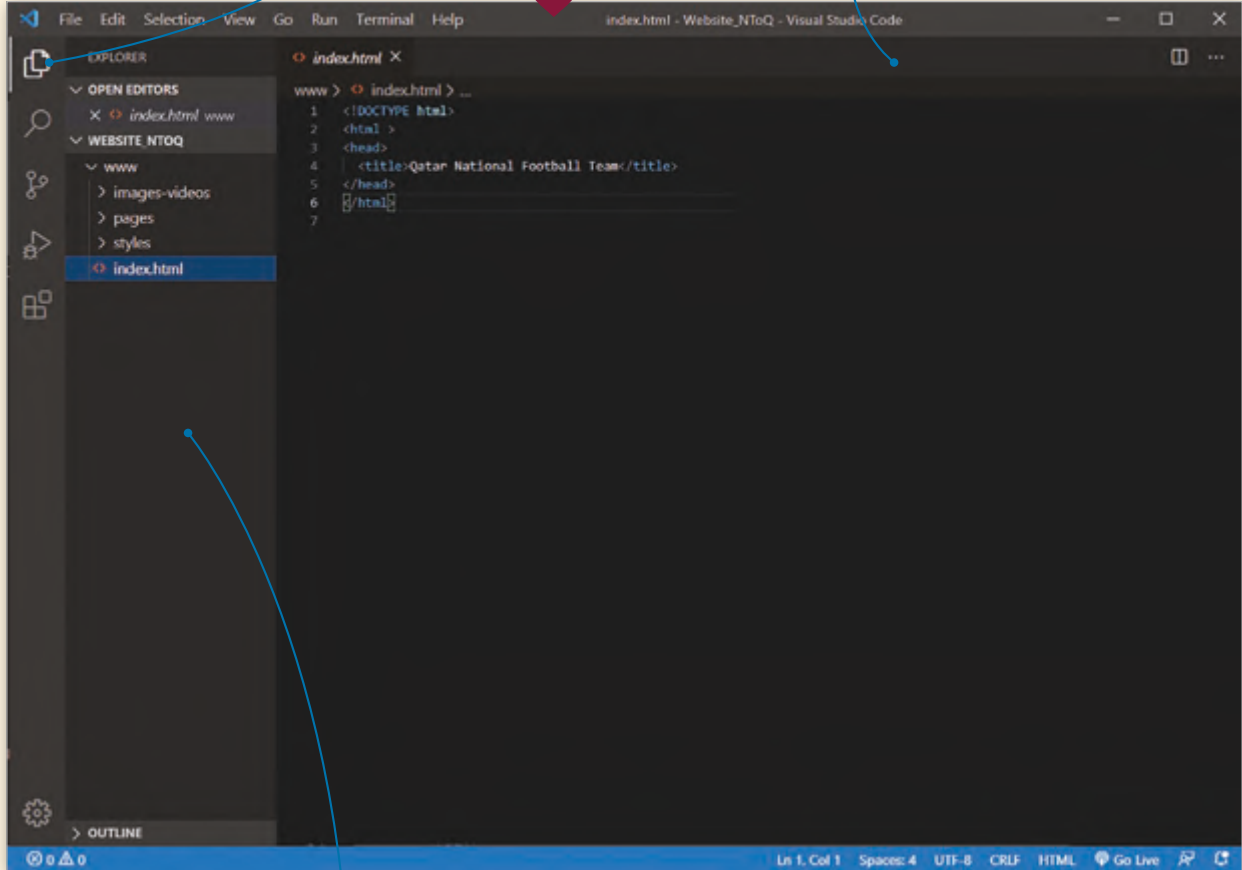 File Edit Selection View Go Run Terminal Help index.html - Website_NToQ - Visual Studio Code
EXPLORER
OPEN EDITORS
index.html www
WEBSITE_NTOQ
www
images-videos
pages
styles
index.html
OUTLINE
index.html
www > index.html > ...
1 <!DOCTYPE html>
2 <html >
3 <head>
4 <title>Qatar National Football Team</title>
5 </head>
6 </html>
7
0 0 Ln 1, Col 1 Spaces: 4 UTF-8 CRLF HTML Go Live